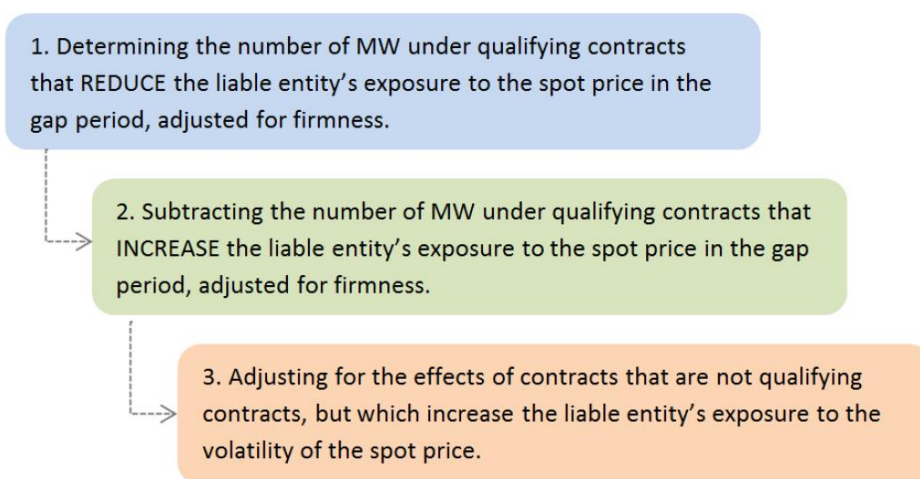 1. Determining the number of MW under qualifying contracts
that REDUCE the liable entity’s exposure to the spot price in the
gap period, adjusted for firmness.
2. Subtracting the number of MW under qualifying contracts that
INCREASE the liable entity’s exposure to the spot price in the gap
period, adjusted for firmness.
3. Adjusting for the effects of contracts that are not qualifying
contracts, but which increase the liable entity’s exposure to the
volatility of the spot price.